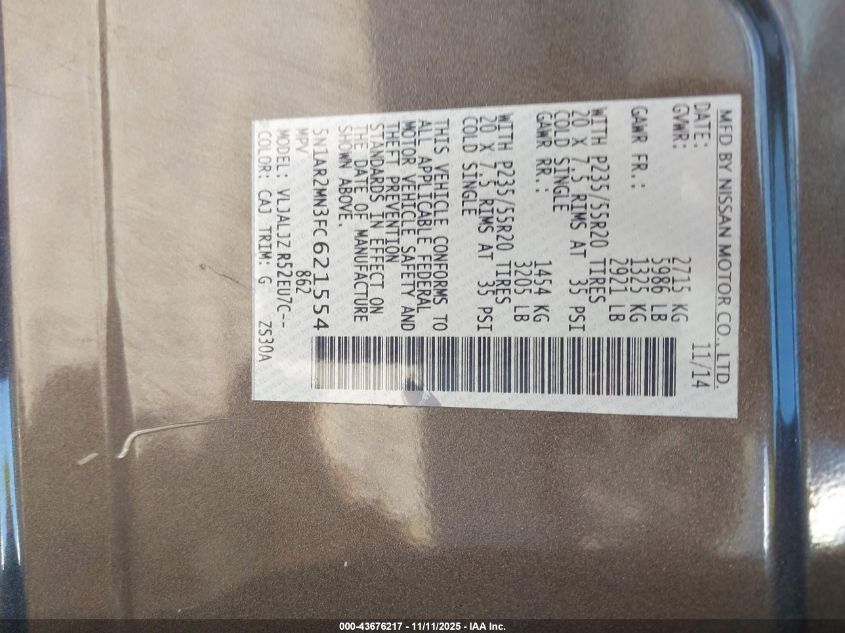 MFD BY NISSAN MOTOR CO., LTD.
DATE: 11/14
GVWR: 2715 KG
5986 LB
GAWR FR.: 1325 KG
2921 LB
WITH P235/55R20 TIRES
20 X 7.5 RIMS AT 35 PSI
COLD SINGLE
GAWR RR.: 1454 KG
3205 LB
WITH P235/55R20 TIRES
20 X 7.5 RIMS AT 35 PSI
COLD SINGLE
THIS VEHICLE CONFORMS TO
ALL APPLICABLE FEDERAL
MOTOR VEHICLE SAFETY AND
THEFT PREVENTION
STANDARDS IN EFFECT ON
THE DATE OF MANUFACTURE
SHOWN ABOVE.
5N1AR2MN3FC621554
MPV 862
MODEL: VLJALJZ R52EU7C--
COLOR: CAJ TRIM: G ZS30A
000-43676217 - 11/11/2025 - IAA Inc.